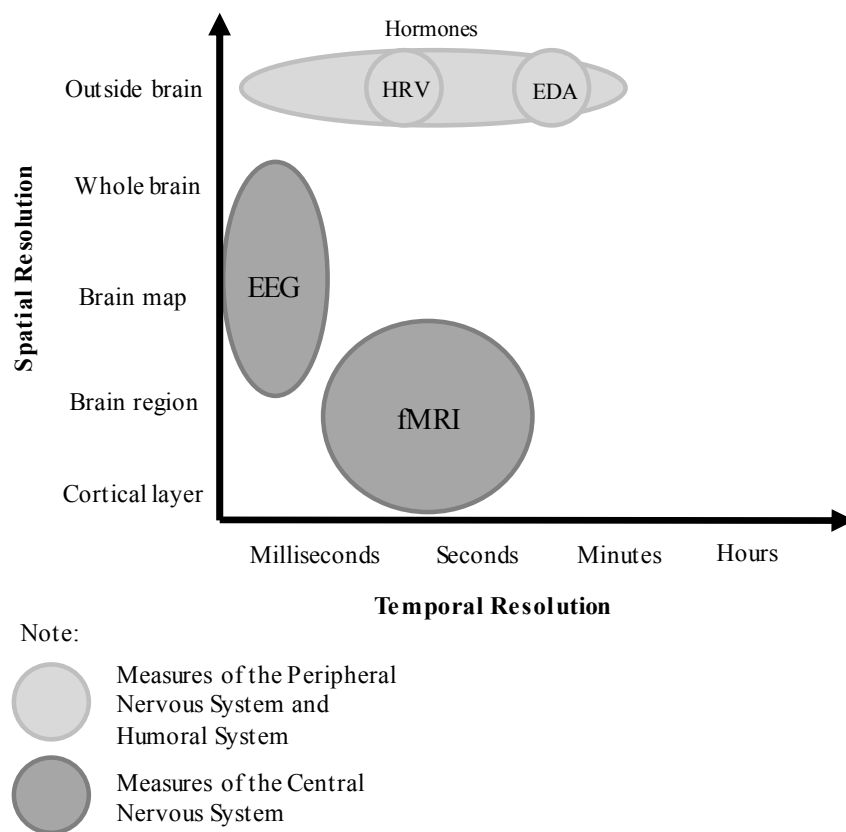 Hormones
Outside brain
HRV
EDA
Whole brain
EEG
Brain map
Spatial Resolution
Brain region
fMRI
Cortical layer
Milliseconds Seconds Minutes Hours
Temporal Resolution
Note:
Measures of the Peripheral
Nervous System and
Humoral System
Measures of the Central
Nervous System